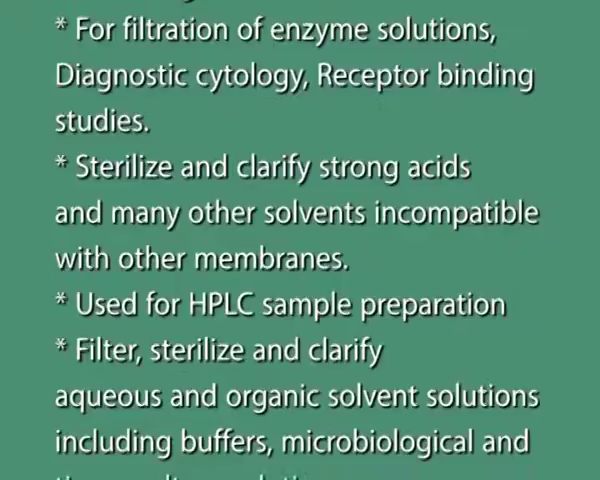 * For filtration of enzyme solutions,
Diagnostic cytology, Receptor binding
studies.
* Sterilize and clarify strong acids
and many other solvents incompatible
with other membranes.
* Used for HPLC sample preparation
* Filter, sterilize and clarify
aqueous and organic solvent solutions
including buffers, microbiological and